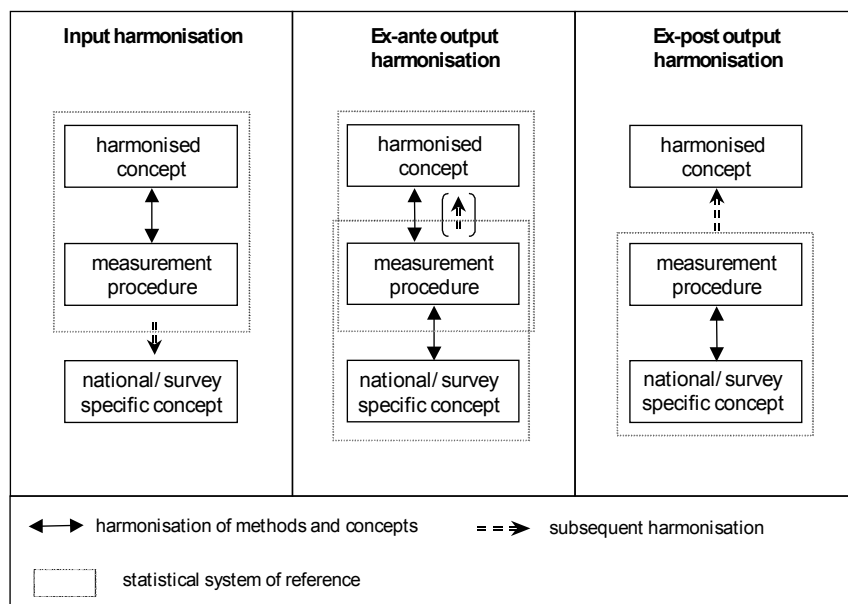 Input harmonisation
harmonised
concept
measurement
procedure
national/ survey
specific concept
Ex-ante output
harmonisation
harmonised
concept
measurement
procedure
national/ survey
specific concept
Ex-post output
harmonisation
harmonised
concept
measurement
procedure
national/ survey
specific concept
harmonisation of methods and concepts
subsequent harmonisation
statistical system of reference